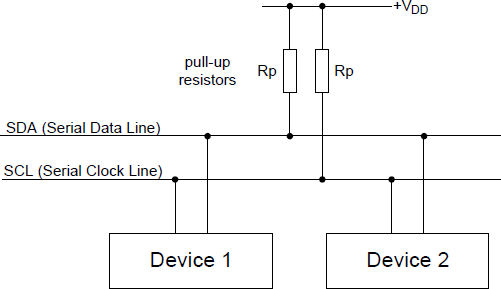 +VDD
pull-up
resistors
Rp
Rp
SDA (Serial Data Line)
SCL (Serial Clock Line)
Device 1
Device 2